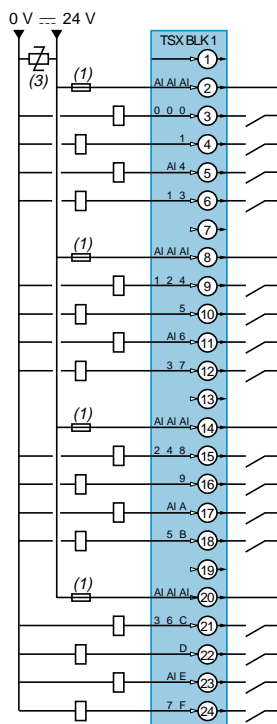 0 V 24 V
TSX BLK 1
1
(3)
(1) AI AI AI 2
0 0 0 3
1 4
AI 4 5
1 3 6
7
(1) AI AI AI 8
1 2 4 9
5 10
AI 6 11
3 7 12
13
(1) AI AI AI 14
2 4 8 15
9 16
AI A 17
5 B 18
19
(1) AI AI AI 20
3 6 C 21
D 22
AI E 23
7 F 24